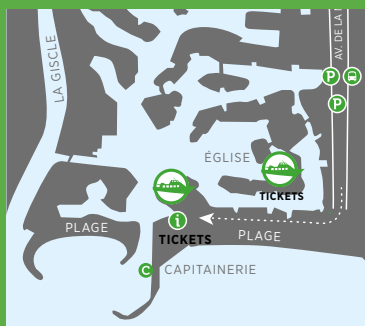 LA GISCLE
AV. DE LA
P
P
ÉGLISE
TICKETS
i
TICKETS
PLAGE
PLAGE
C CAPITAINERIE